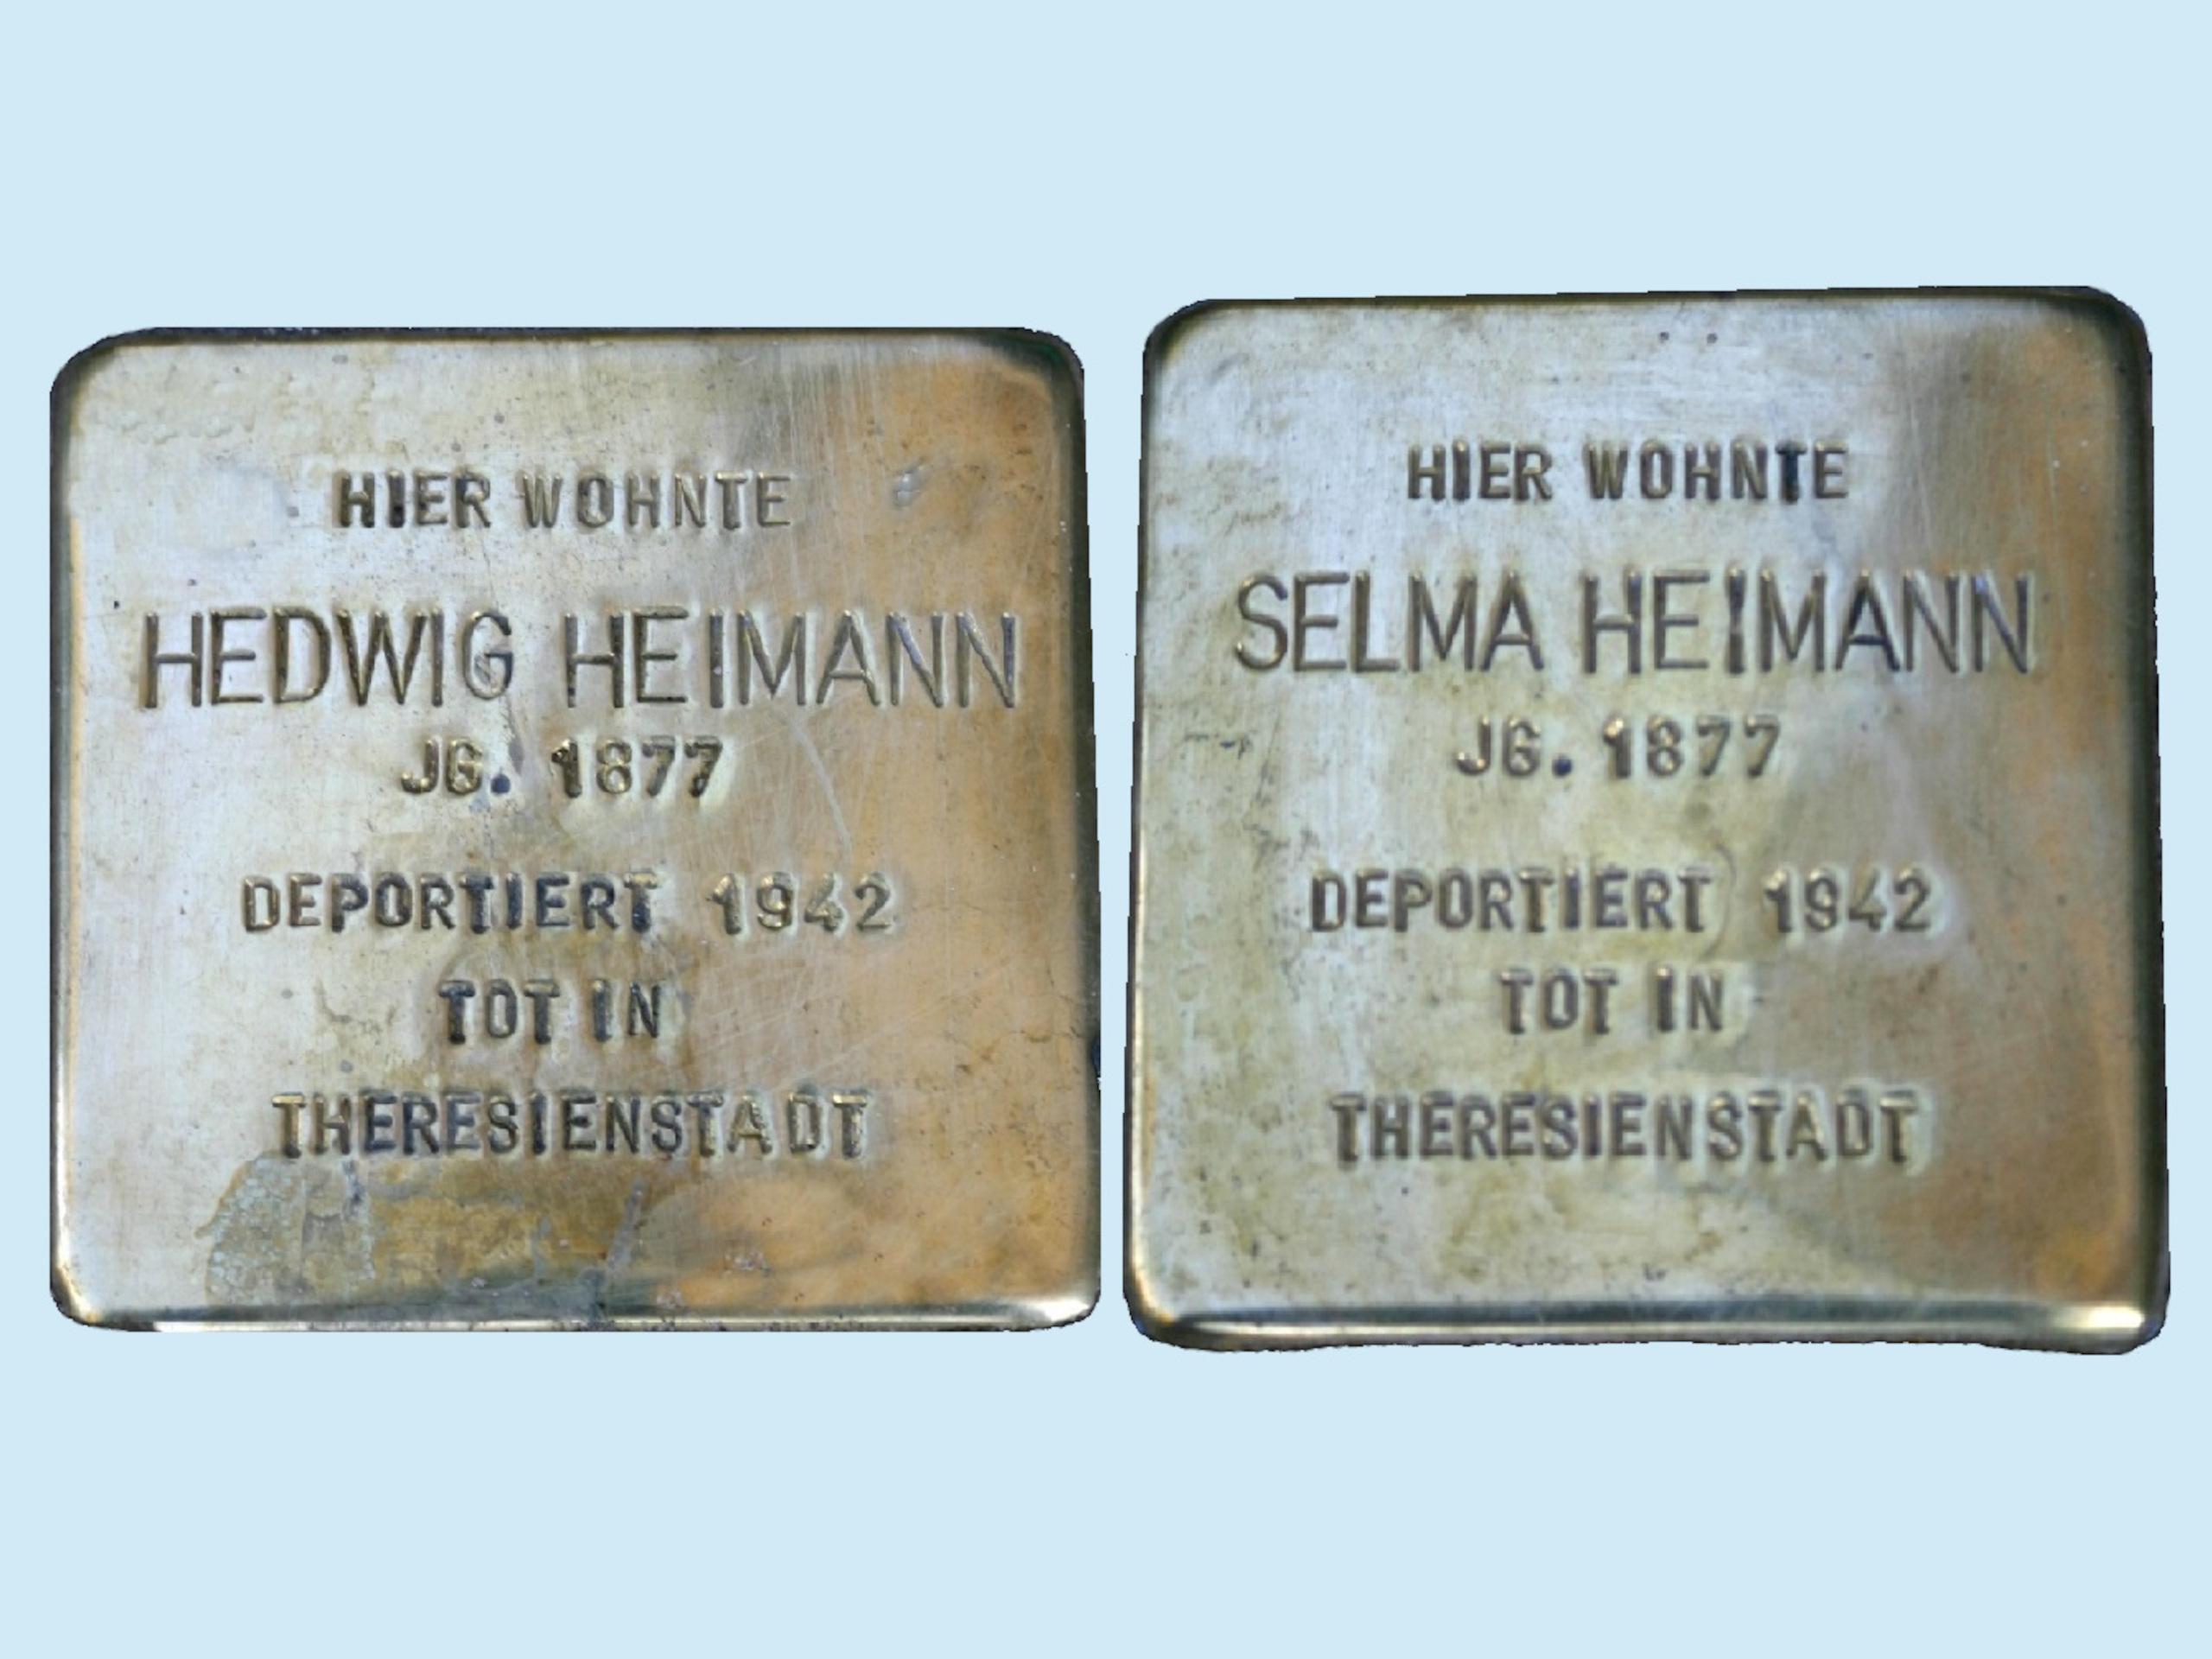 HIER WOHNTE
HEDWIG HEIMANN
JG. 1877
DEPORTIERT 1942
TOT IN
THERESIENSTADT
HIER WOHNTE
SELMA HEIMANN
JG. 1877
DEPORTIERT 1942
TOT IN
THERESIENSTADT